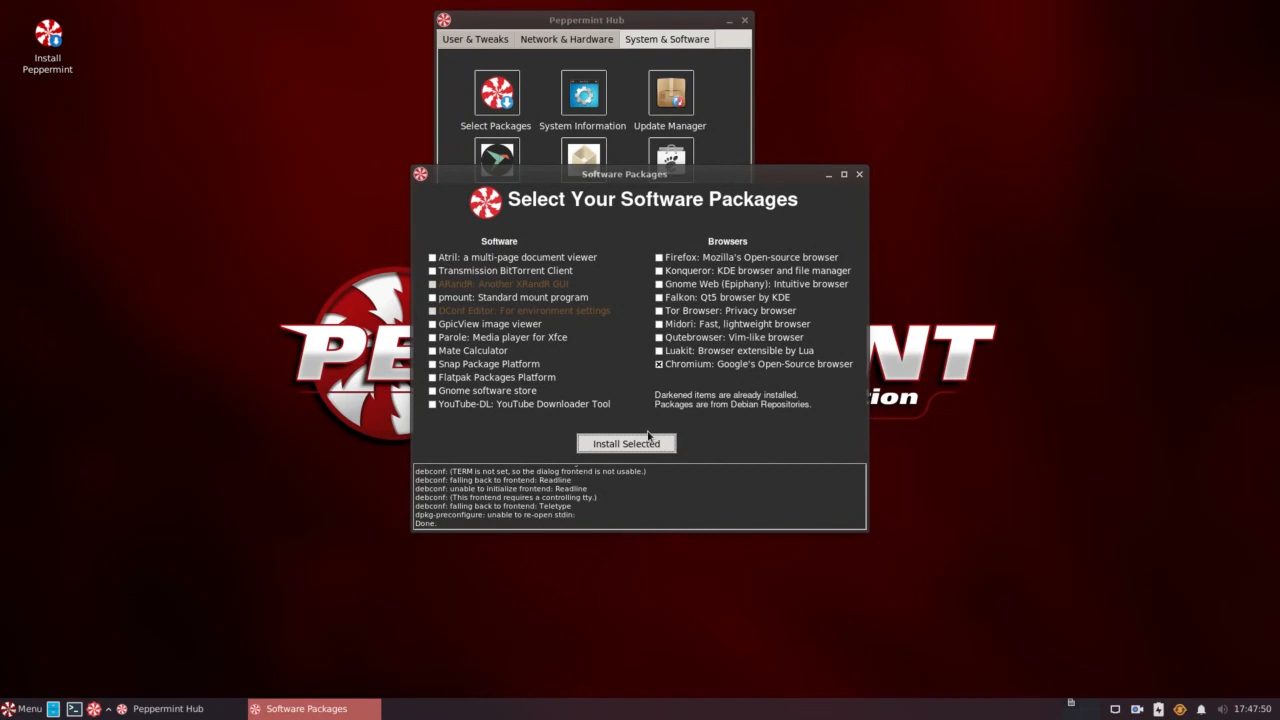 Install
Peppermint
Peppermint Hub
User & Tweaks
Network & Hardware
System & Software
Select Packages
System Information
Update Manager
Software Packages
Select Your Software Packages
Software
Atril: a multi-page document viewer
Transmission BitTorrent Client
ARandR: Another XRandR GUI
pmount: Standard mount program
DConf Editor: For environment settings
GpicView image viewer
Parole: Media player for Xfce
Mate Calculator
Snap Package Platform
Flatpak Packages Platform
Gnome software store
YouTube-DL: YouTube Downloader Tool
Browsers
Firefox: Mozilla's Open-source browser
Konqueror: KDE browser and file manager
Gnome Web (Epiphany): Intuitive browser
Falkon: Qt5 browser by KDE
Tor Browser: Privacy browser
Midori: Fast, lightweight browser
Qutebrowser: Vim-like browser
Luakit: Browser extensible by Lua
Chromium: Google's Open-Source browser
Darkened items are already installed.
Packages are from Debian Repositories.
Install Selected
debconf: (TERM is not set, so the dialog frontend is not usable.)
debconf: falling back to frontend: Readline
debconf: unable to initialize frontend: Readline
debconf: (This frontend requires a controlling tty.)
debconf: falling back to frontend: Teletype
dpkg-preconfigure: unable to re-open stdin:
Done.
PE
NT
ion
Menu
Peppermint Hub
Software Packages
17:47:50